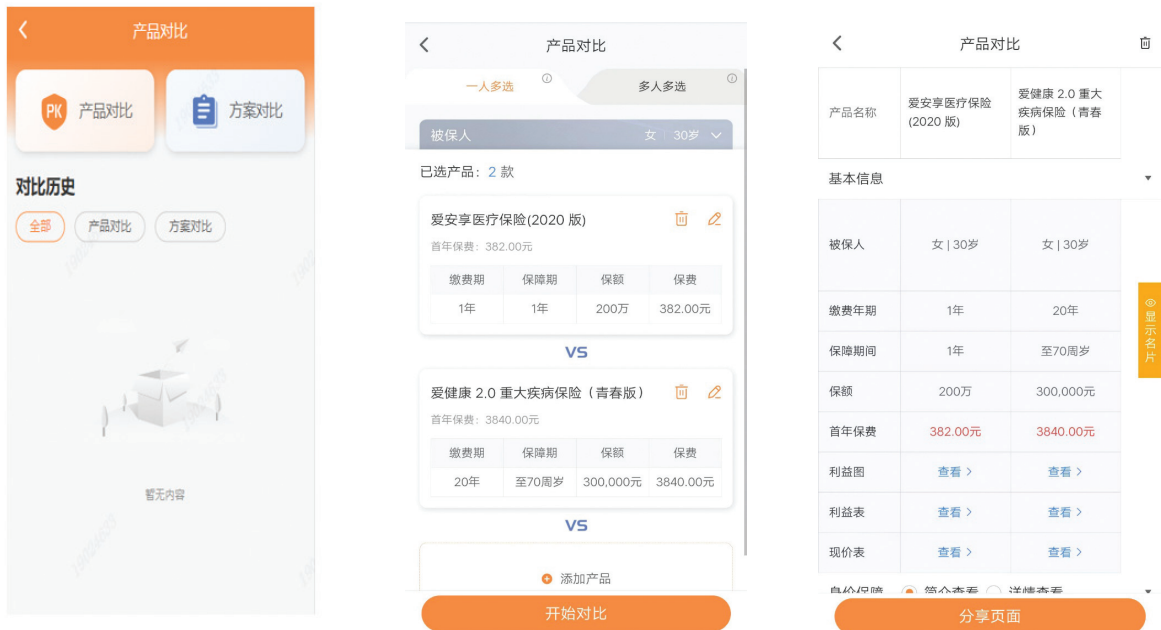 产品对比
PK 产品对比
方案对比
对比历史
全部 产品对比 方案对比
暂无内容
产品对比
一人多选 多人多选
被保人 女 | 30岁
已选产品：2 款
爱安享医疗保险(2020 版)
首年保费：382.00元
缴费期 保障期 保额 保费
1年 1年 200万 382.00元
VS
爱健康 2.0 重大疾病保险（青春版）
首年保费：3840.00元
缴费期 保障期 保额 保费
20年 至70周岁 300,000元 3840.00元
VS
添加产品
开始对比
产品对比
产品名称
爱安享医疗保险
(2020 版)
爱健康 2.0 重大
疾病保险（青春
版）
基本信息
被保人 女 | 30岁 女 | 30岁
缴费年期 1年 20年
保障期间 1年 至70周岁
保额 200万 300,000元
首年保费 382.00元 3840.00元
利益图 查看 > 查看 >
利益表 查看 > 查看 >
现价表 查看 > 查看 >
身价保障 简介查看 详情查看
显示名片
分享页面